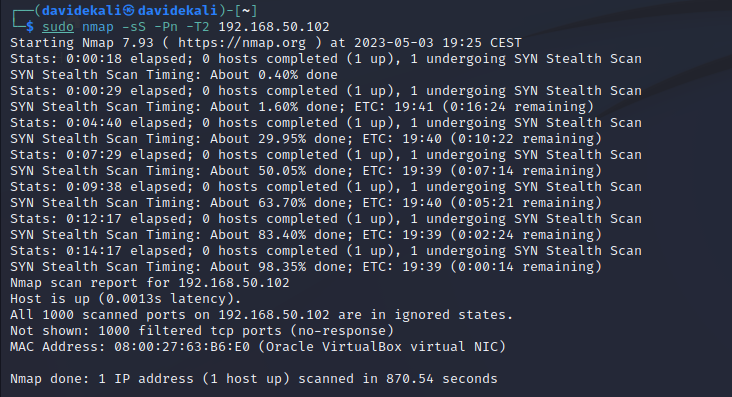 ┌──(davidekali㉿davidekali)-[~]
└─$ sudo nmap -sS -Pn -T2 192.168.50.102
Starting Nmap 7.93 ( https://nmap.org ) at 2023-05-03 19:25 CEST
Stats: 0:00:18 elapsed; 0 hosts completed (1 up), 1 undergoing SYN Stealth Scan
SYN Stealth Scan Timing: About 0.40% done
Stats: 0:00:29 elapsed; 0 hosts completed (1 up), 1 undergoing SYN Stealth Scan
SYN Stealth Scan Timing: About 1.60% done; ETC: 19:41 (0:16:24 remaining)
Stats: 0:04:40 elapsed; 0 hosts completed (1 up), 1 undergoing SYN Stealth Scan
SYN Stealth Scan Timing: About 29.95% done; ETC: 19:40 (0:10:22 remaining)
Stats: 0:07:29 elapsed; 0 hosts completed (1 up), 1 undergoing SYN Stealth Scan
SYN Stealth Scan Timing: About 50.05% done; ETC: 19:39 (0:07:14 remaining)
Stats: 0:09:38 elapsed; 0 hosts completed (1 up), 1 undergoing SYN Stealth Scan
SYN Stealth Scan Timing: About 63.70% done; ETC: 19:40 (0:05:21 remaining)
Stats: 0:12:17 elapsed; 0 hosts completed (1 up), 1 undergoing SYN Stealth Scan
SYN Stealth Scan Timing: About 83.40% done; ETC: 19:39 (0:02:24 remaining)
Stats: 0:14:17 elapsed; 0 hosts completed (1 up), 1 undergoing SYN Stealth Scan
SYN Stealth Scan Timing: About 98.35% done; ETC: 19:39 (0:00:14 remaining)
Nmap scan report for 192.168.50.102
Host is up (0.0013s latency).
All 1000 scanned ports on 192.168.50.102 are in ignored states.
Not shown: 1000 filtered tcp ports (no-response)
MAC Address: 08:00:27:63:B6:E0 (Oracle VirtualBox virtual NIC)
Nmap done: 1 IP address (1 host up) scanned in 870.54 seconds